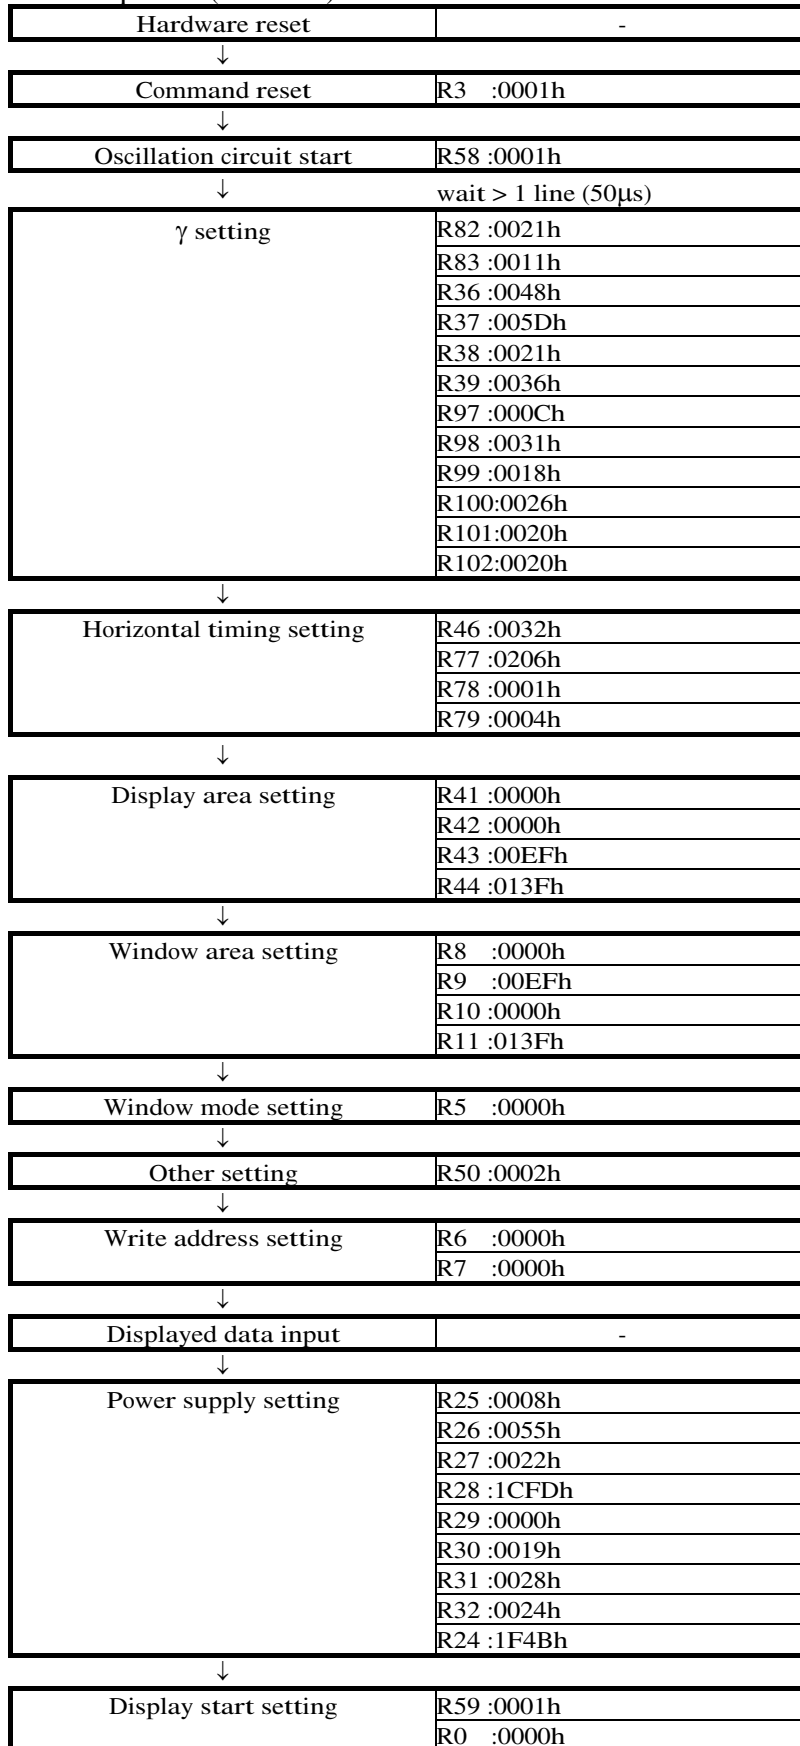 Hardware reset -
↓
Command reset R3 :0001h
↓
Oscillation circuit start R58 :0001h
↓ wait > 1 line (50μs)
γ setting R82 :0021h
R83 :0011h
R36 :0048h
R37 :005Dh
R38 :0021h
R39 :0036h
R97 :000Ch
R98 :0031h
R99 :0018h
R100:0026h
R101:0020h
R102:0020h
↓
Horizontal timing setting R46 :0032h
R77 :0206h
R78 :0001h
R79 :0004h
↓
Display area setting R41 :0000h
R42 :0000h
R43 :00EFh
R44 :013Fh
↓
Window area setting R8 :0000h
R9 :00EFh
R10 :0000h
R11 :013Fh
↓
Window mode setting R5 :0000h
↓
Other setting R50 :0002h
↓
Write address setting R6 :0000h
R7 :0000h
↓
Displayed data input -
↓
Power supply setting R25 :0008h
R26 :0055h
R27 :0022h
R28 :1CFDh
R29 :0000h
R30 :0019h
R31 :0028h
R32 :0024h
R24 :1F4Bh
↓
Display start setting R59 :0001h
R0 :0000h